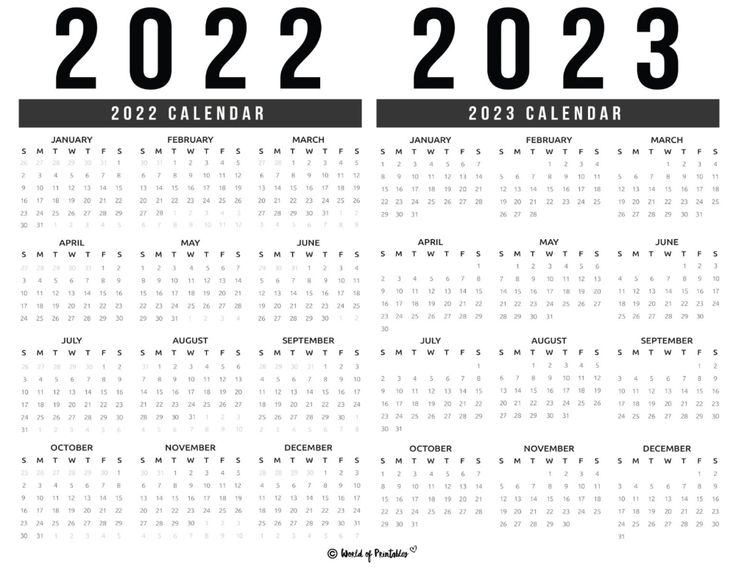 2022
2022 CALENDAR
JANUARY
S M T W T F S
26 27 28 29 30 31 1
2 3 4 5 6 7 8
9 10 11 12 13 14 15
16 17 18 19 20 21 22
23 24 25 26 27 28 29
30 31
FEBRUARY
S M T W T F S
30 31 1 2 3 4 5
6 7 8 9 10 11 12
13 14 15 16 17 18 19
20 21 22 23 24 25 26
27 28 1 2 3 4 5
MARCH
S M T W T F S
27 28 1 2 3 4 5
6 7 8 9 10 11 12
13 14 15 16 17 18 19
20 21 22 23 24 25 26
27 28 29 30 31 1 2
APRIL
S M T W T F S
27 28 29 30 31 1 2
3 4 5 6 7 8 9
10 11 12 13 14 15 16
17 18 19 20 21 22 23
24 25 26 27 28 29 30
MAY
S M T W T F S
1 2 3 4 5 6 7
8 9 10 11 12 13 14
15 16 17 18 19 20 21
22 23 24 25 26 27 28
29 30 31 1 2 3 4
JUNE
S M T W T F S
29 30 31 1 2 3 4
5 6 7 8 9 10 11
12 13 14 15 16 17 18
19 20 21 22 23 24 25
26 27 28 29 30 1 2
JULY
S M T W T F S
26 27 28 29 30 1 2
3 4 5 6 7 8 9
10 11 12 13 14 15 16
17 18 19 20 21 22 23
24 25 26 27 28 29 30
31 1 2 3 4 5 6
AUGUST
S M T W T F S
31 1 2 3 4 5 6
7 8 9 10 11 12 13
14 15 16 17 18 19 20
21 22 23 24 25 26 27
28 29 30 31 1 2 3
4 5 6 7 8 9 10
SEPTEMBER
S M T W T F S
28 29 30 31 1 2 3
4 5 6 7 8 9 10
11 12 13 14 15 16 17
18 19 20 21 22 23 24
25 26 27 28 29 30 1
2 3 4 5 6 7 8
OCTOBER
S M T W T F S
25 26 27 28 29 30 1
2 3 4 5 6 7 8
9 10 11 12 13 14 15
16 17 18 19 20 21 22
23 24 25 26 27 28 29
30 31 1 2 3 4 5
NOVEMBER
S M T W T F S
30 31 1 2 3 4 5
6 7 8 9 10 11 12
13 14 15 16 17 18 19
20 21 22 23 24 25 26
27 28 29 30 1 2 3
4 5 6 7 8 9 10
DECEMBER
S M T W T F S
27 28 29 30 1 2 3
4 5 6 7 8 9 10
11 12 13 14 15 16 17
18 19 20 21 22 23 24
25 26 27 28 29 30 31
1 2 3 4 5 6 7
2023
2023 CALENDAR
JANUARY
S M T W T F S
1 2 3 4 5 6 7
8 9 10 11 12 13 14
15 16 17 18 19 20 21
22 23 24 25 26 27 28
29 30 31
FEBRUARY
S M T W T F S
1 2 3 4
5 6 7 8 9 10 11
12 13 14 15 16 17 18
19 20 21 22 23 24 25
26 27 28
MARCH
S M T W T F S
1 2 3 4
5 6 7 8 9 10 11
12 13 14 15 16 17 18
19 20 21 22 23 24 25
26 27 28 29 30 31
APRIL
S M T W T F S
1
2 3 4 5 6 7 8
9 10 11 12 13 14 15
16 17 18 19 20 21 22
23 24 25 26 27 28 29
30
MAY
S M T W T F S
1 2 3 4 5 6
7 8 9 10 11 12 13
14 15 16 17 18 19 20
21 22 23 24 25 26 27
28 29 30 31
JUNE
S M T W T F S
1 2 3
4 5 6 7 8 9 10
11 12 13 14 15 16 17
18 19 20 21 22 23 24
25 26 27 28 29 30
JULY
S M T W T F S
1
2 3 4 5 6 7 8
9 10 11 12 13 14 15
16 17 18 19 20 21 22
23 24 25 26 27 28 29
30 31
AUGUST
S M T W T F S
1 2 3 4 5
6 7 8 9 10 11 12
13 14 15 16 17 18 19
20 21 22 23 24 25 26
27 28 29 30 31
SEPTEMBER
S M T W T F S
1 2
3 4 5 6 7 8 9
10 11 12 13 14 15 16
17 18 19 20 21 22 23
24 25 26 27 28 29 30
OCTOBER
S M T W T F S
1 2 3 4 5 6 7
8 9 10 11 12 13 14
15 16 17 18 19 20 21
22 23 24 25 26 27 28
29 30 31
NOVEMBER
S M T W T F S
1 2 3 4
5 6 7 8 9 10 11
12 13 14 15 16 17 18
19 20 21 22 23 24 25
26 27 28 29 30
DECEMBER
S M T W T F S
1 2
3 4 5 6 7 8 9
10 11 12 13 14 15 16
17 18 19 20 21 22 23
24 25 26 27 28 29 30
31
© World of Printables